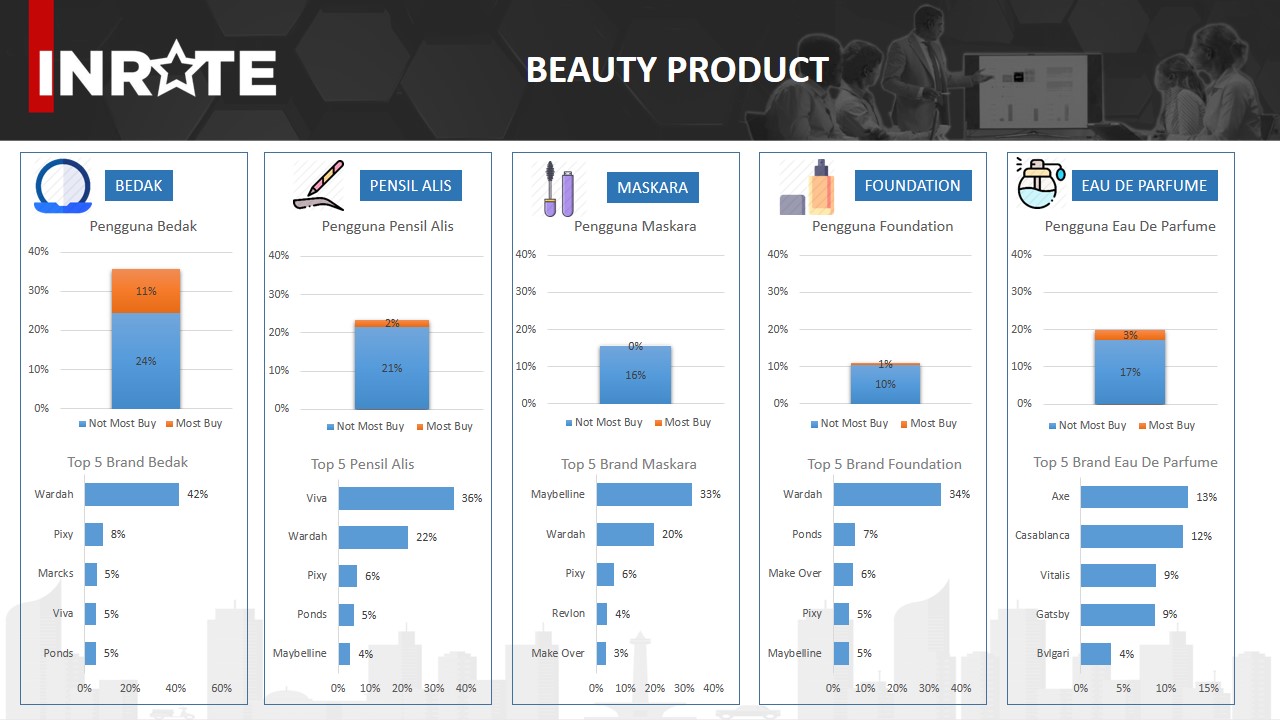 INRATE
BEAUTY PRODUCT
BEDAK
Pengguna Bedak
40%
30%
20%
10%
0%
11%
24%
Not Most Buy
Most Buy
Top 5 Brand Bedak
Wardah
42%
Pixy
8%
Marcks
5%
Viva
5%
Ponds
5%
0% 20% 40% 60%
PENSIL ALIS
Pengguna Pensil Alis
40%
30%
20%
10%
0%
2%
21%
Not Most Buy
Most Buy
Top 5 Pensil Alis
Viva
36%
Wardah
22%
Pixy
6%
Ponds
5%
Maybelline
4%
0% 10% 20% 30% 40%
MASKARA
Pengguna Maskara
40%
30%
20%
10%
0%
0%
16%
Not Most Buy
Most Buy
Top 5 Brand Maskara
Maybelline
33%
Wardah
20%
Pixy
6%
Revlon
4%
Make Over
3%
0% 10% 20% 30% 40%
FOUNDATION
Pengguna Foundation
40%
30%
20%
10%
0%
1%
10%
Not Most Buy
Most Buy
Top 5 Brand Foundation
Wardah
34%
Ponds
7%
Make Over
6%
Pixy
5%
Maybelline
5%
0% 10% 20% 30% 40%
EAU DE PARFUME
Pengguna Eau De Parfume
40%
30%
20%
10%
0%
3%
17%
Not Most Buy
Most Buy
Top 5 Brand Eau De Parfume
Axe
13%
Casablanca
12%
Vitalis
9%
Gatsby
9%
Bvlgari
4%
0% 5% 10% 15%